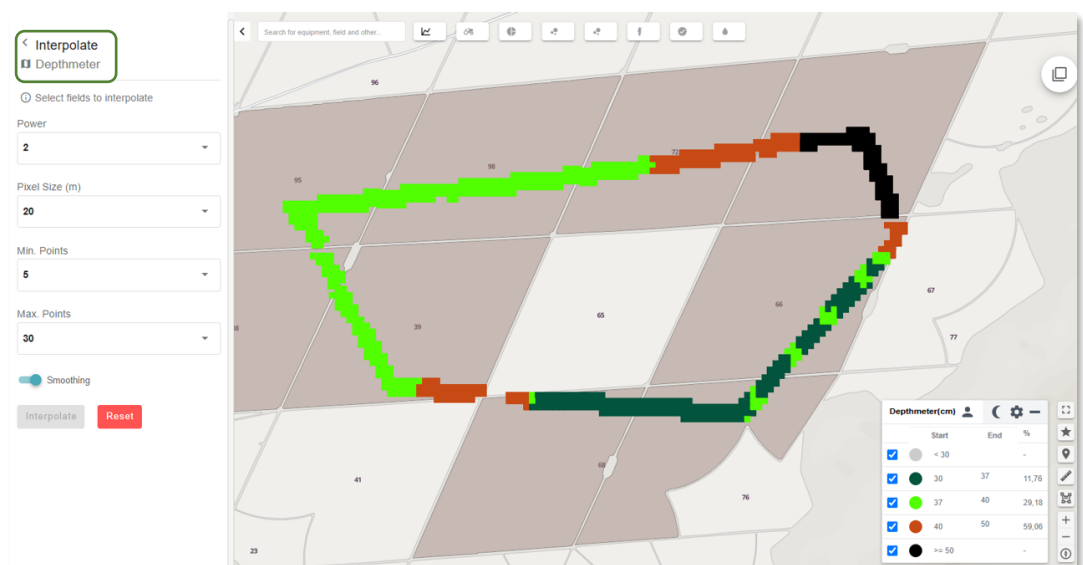 Interpolate
Depthmeter
Select fields to interpolate
Power
2
Pixel Size (m)
20
Min. Points
5
Max. Points
30
Smoothing
Interpolate Reset
Search for equipment, field and other...
96
72
98
95
67
66
65
39
77
68
41
76
23
Depthmeter(cm)
Start End %
< 30 -
30 37 11,76
37 40 29,18
40 50 59,06
>= 50 -